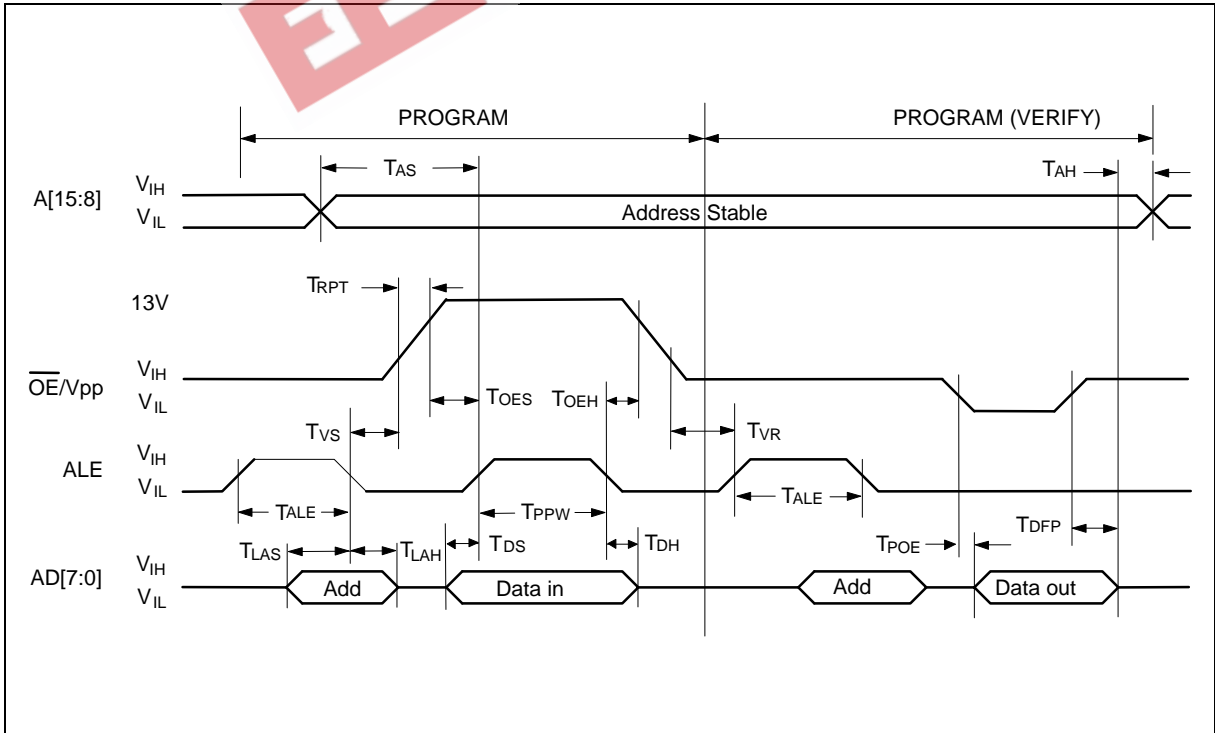 PROGRAM PROGRAM (VERIFY)
TAS TAH
A[15:8] VIH VIL Address Stable
TRPT
13V
OE/Vpp VIH VIL
TOES TOEH
TVS TVR
ALE VIH VIL
TALE TPPW TALE
TLAS TLAH TDS TDH TPOE TDFP
AD[7:0] VIH VIL Add Data in Add Data out